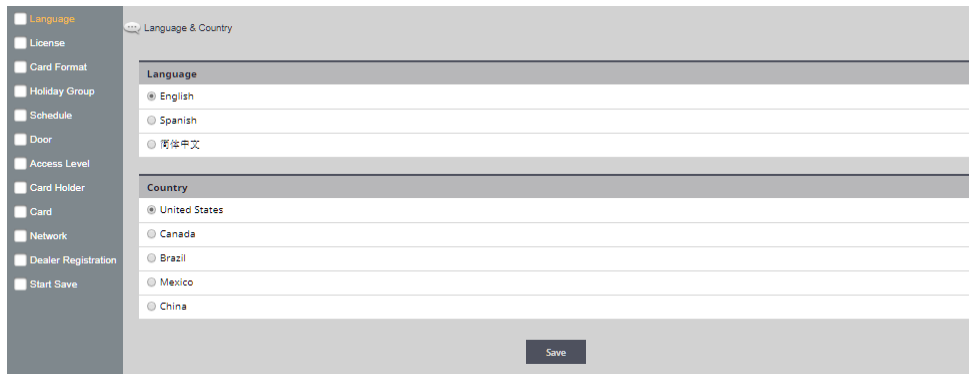 Language
License
Card Format
Holiday Group
Schedule
Door
Access Level
Card Holder
Card
Network
Dealer Registration
Start Save
Language & Country
Language
English
Spanish
简体中文
Country
United States
Canada
Brazil
Mexico
China
Save